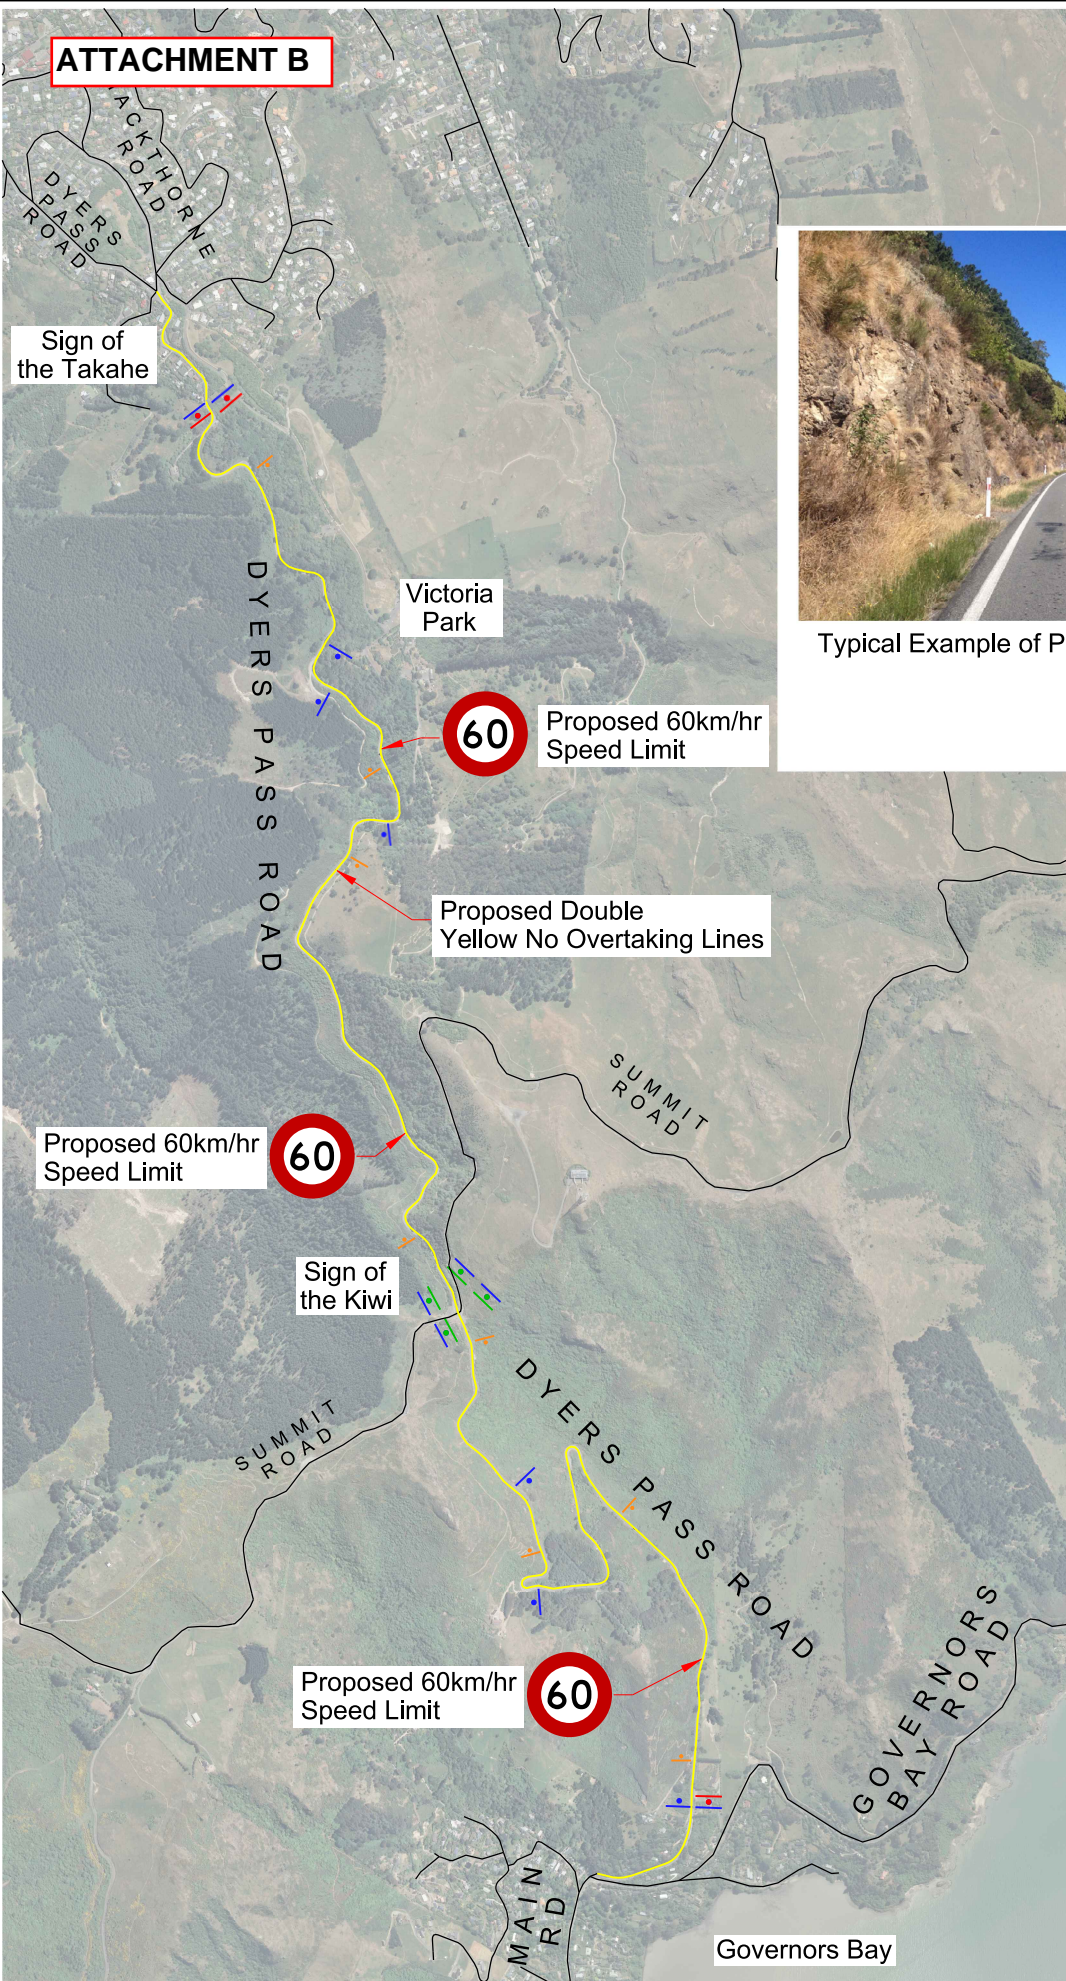 ATTACHMENT B
ACKTHORNE
ROAD
DYERS
PASS
ROAD
Sign of
the Takahe
Typical Example of P
DYERS PASS ROAD
Victoria
Park
60
Proposed 60km/hr
Speed Limit
Proposed Double
Yellow No Overtaking Lines
SUMMIT
ROAD
Proposed 60km/hr
Speed Limit
60
Sign of
the Kiwi
DYERS PASS ROAD
SUMMIT
ROAD
Proposed 60km/hr
Speed Limit
60
GOVERNORS
BAY ROAD
MAIN
RD
Governors Bay